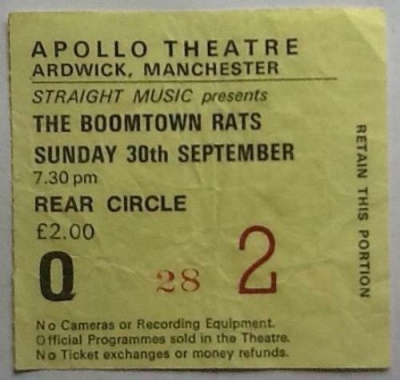 APOLLO THEATRE
ARDWICK, MANCHESTER
STRAIGHT MUSIC presents
THE BOOMTOWN RATS
SUNDAY 30th SEPTEMBER
7.30 pm
REAR CIRCLE
£2.00
Q 28 2
No Cameras or Recording Equipment.
Official Programmes sold in the Theatre.
No Ticket exchanges or money refunds.
RETAIN THIS PORTION